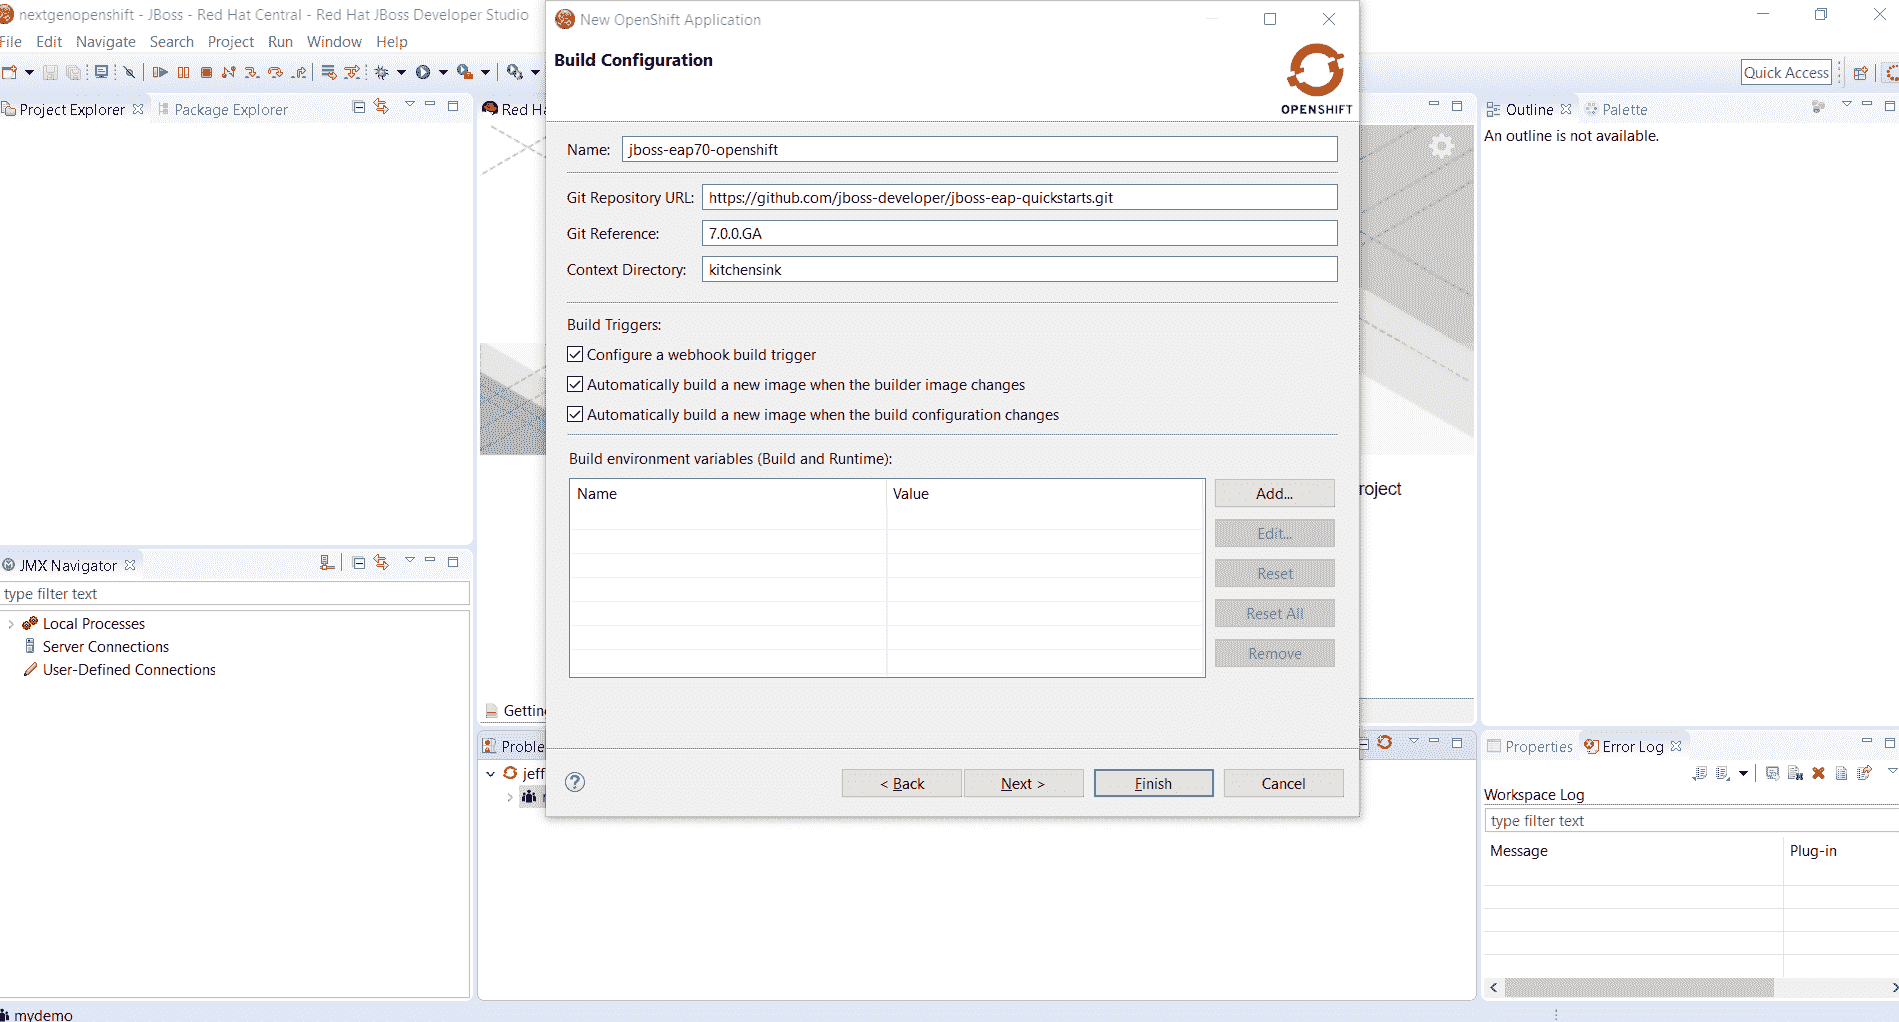 nextgenopenshift - JBoss - Red Hat Central - Red Hat JBoss Developer Studio
File Edit Navigate Search Project Run Window Help
Quick Access
Project Explorer
Package Explorer
Red Ha
Outline
Palette
An outline is not available.
New OpenShift Application
Build Configuration
OPENSHIFT
Name: jboss-eap70-openshift
Git Repository URL: https://github.com/jboss-developer/jboss-eap-quickstarts.git
Git Reference: 7.0.0.GA
Context Directory: kitchensink
Build Triggers:
Configure a webhook build trigger
Automatically build a new image when the builder image changes
Automatically build a new image when the build configuration changes
Build environment variables (Build and Runtime):
Name Value
Add...
Edit...
Reset
Reset All
Remove
< Back Next > Finish Cancel
roject
Gettin
JMX Navigator
type filter text
Local Processes
Server Connections
User-Defined Connections
Proble
jeff
Properties
Error Log
Workspace Log
type filter text
Message Plug-in
mydemo